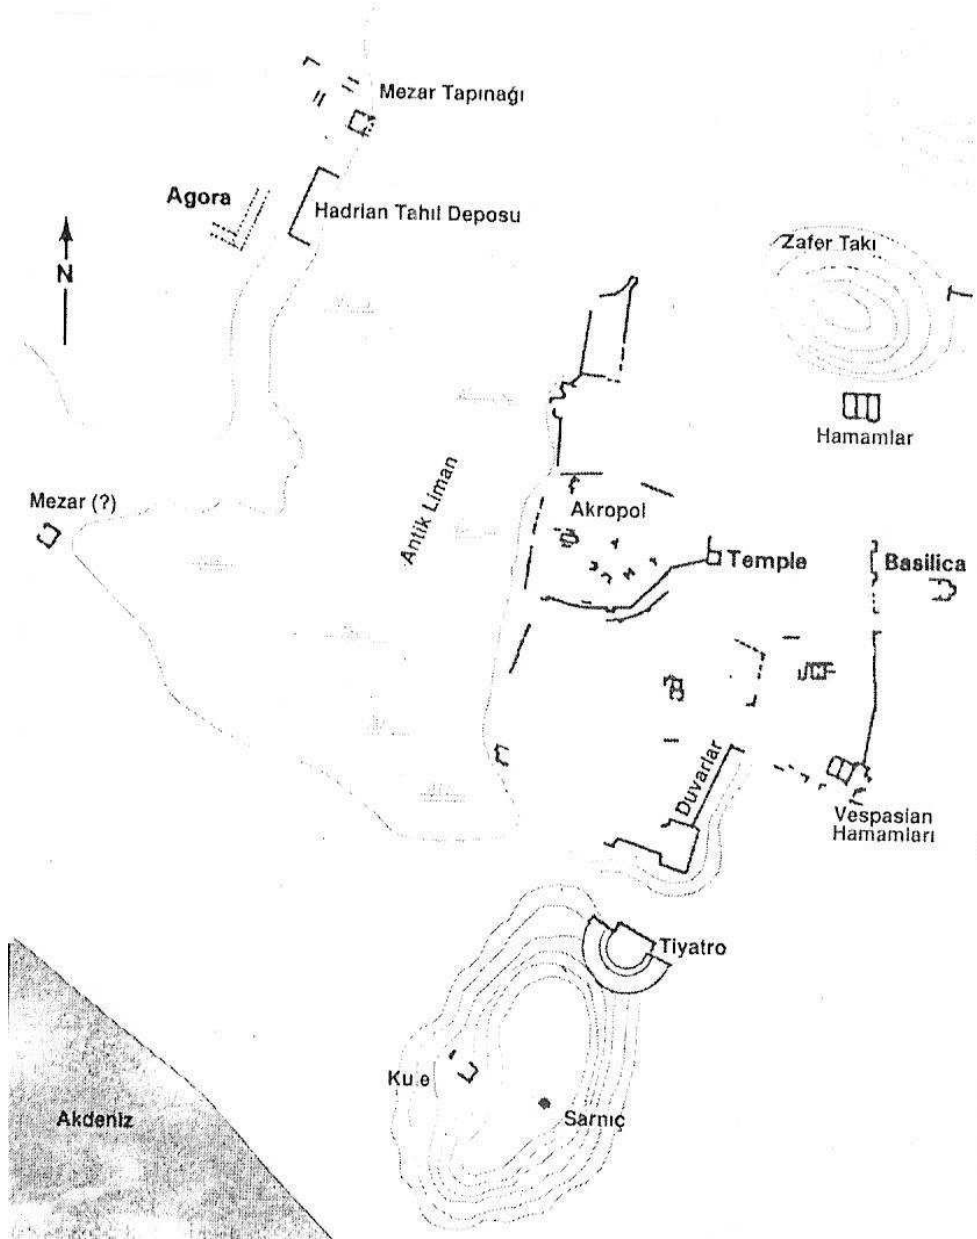 Mezar Tapınağı
Agora
Hadrian Tahıl Deposu
N
Zafer Takı
Hamamlar
Mezar (?)
Antik Liman
Akropol
Temple
Basilica
Duvarlar
Vespasian
Hamamları
Tiyatro
Kule
Sarnıç
Akdeniz